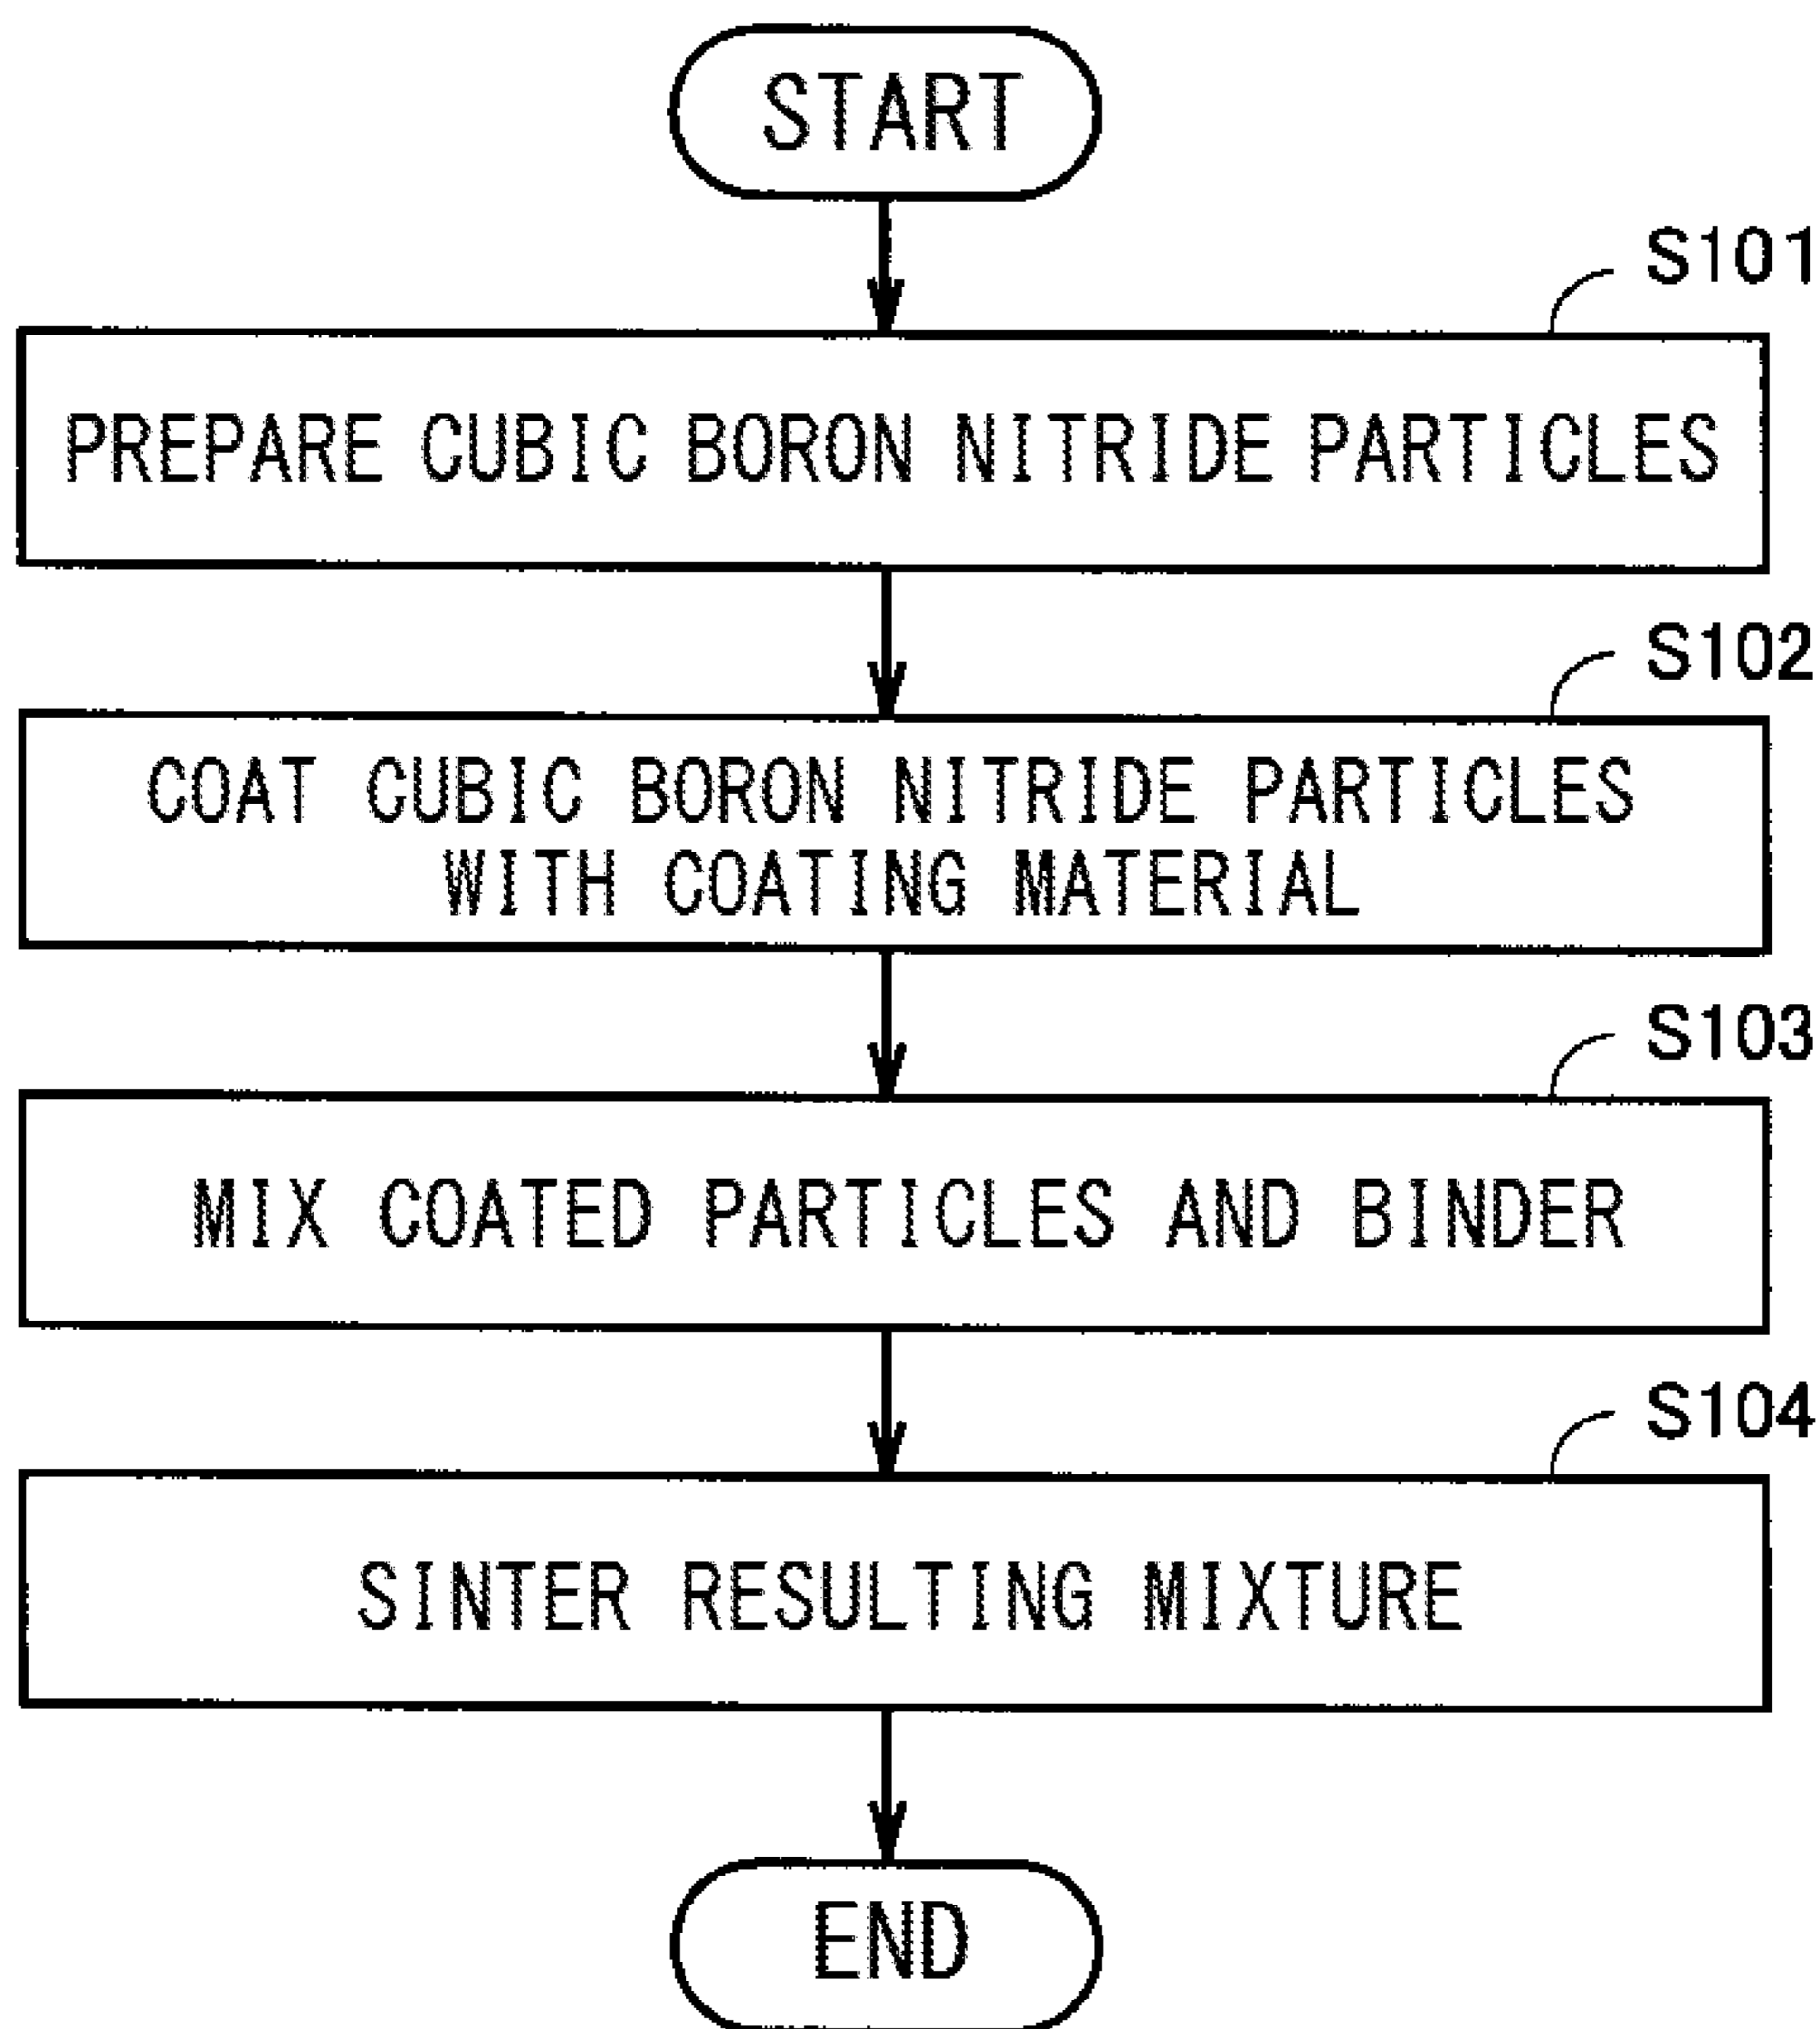 START
S101
PREPARE CUBIC BORON NITRIDE PARTICLES
S102
COAT CUBIC BORON NITRIDE PARTICLES
WITH COATING MATERIAL
S103
MIX COATED PARTICLES AND BINDER
S104
SINTER RESULTING MIXTURE
END